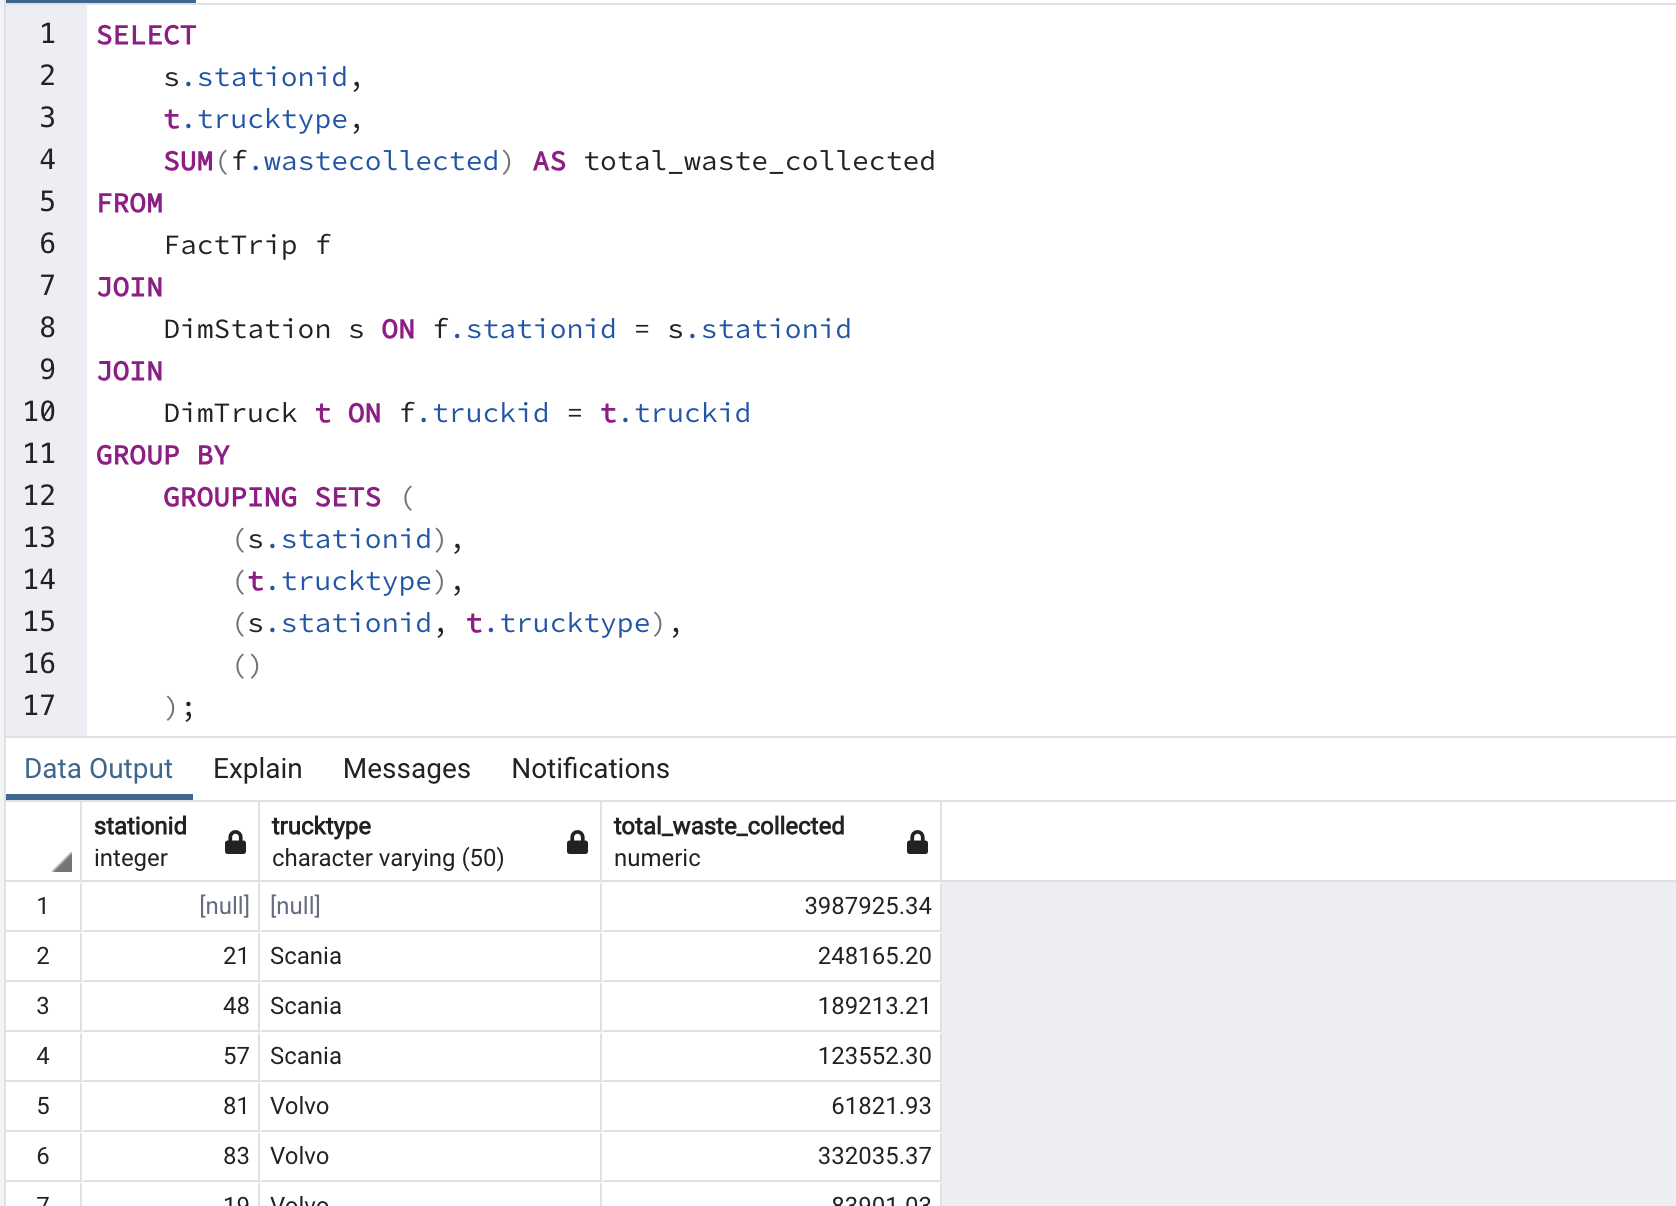 1 SELECT
2 s.stationid,
3 t.trucktype,
4 SUM(f.wastecollected) AS total_waste_collected
5 FROM
6 FactTrip f
7 JOIN
8 DimStation s ON f.stationid = s.stationid
9 JOIN
10 DimTruck t ON f.truckid = t.truckid
11 GROUP BY
12 GROUPING SETS (
13 (s.stationid),
14 (t.trucktype),
15 (s.stationid, t.trucktype),
16 ()
17 );
Data Output Explain Messages Notifications
stationid trucktype total_waste_collected
integer character varying (50) numeric
1 [null] [null] 3987925.34
2 21 Scania 248165.20
3 48 Scania 189213.21
4 57 Scania 123552.30
5 81 Volvo 61821.93
6 83 Volvo 332035.37
7 19 Volvo 83901.03